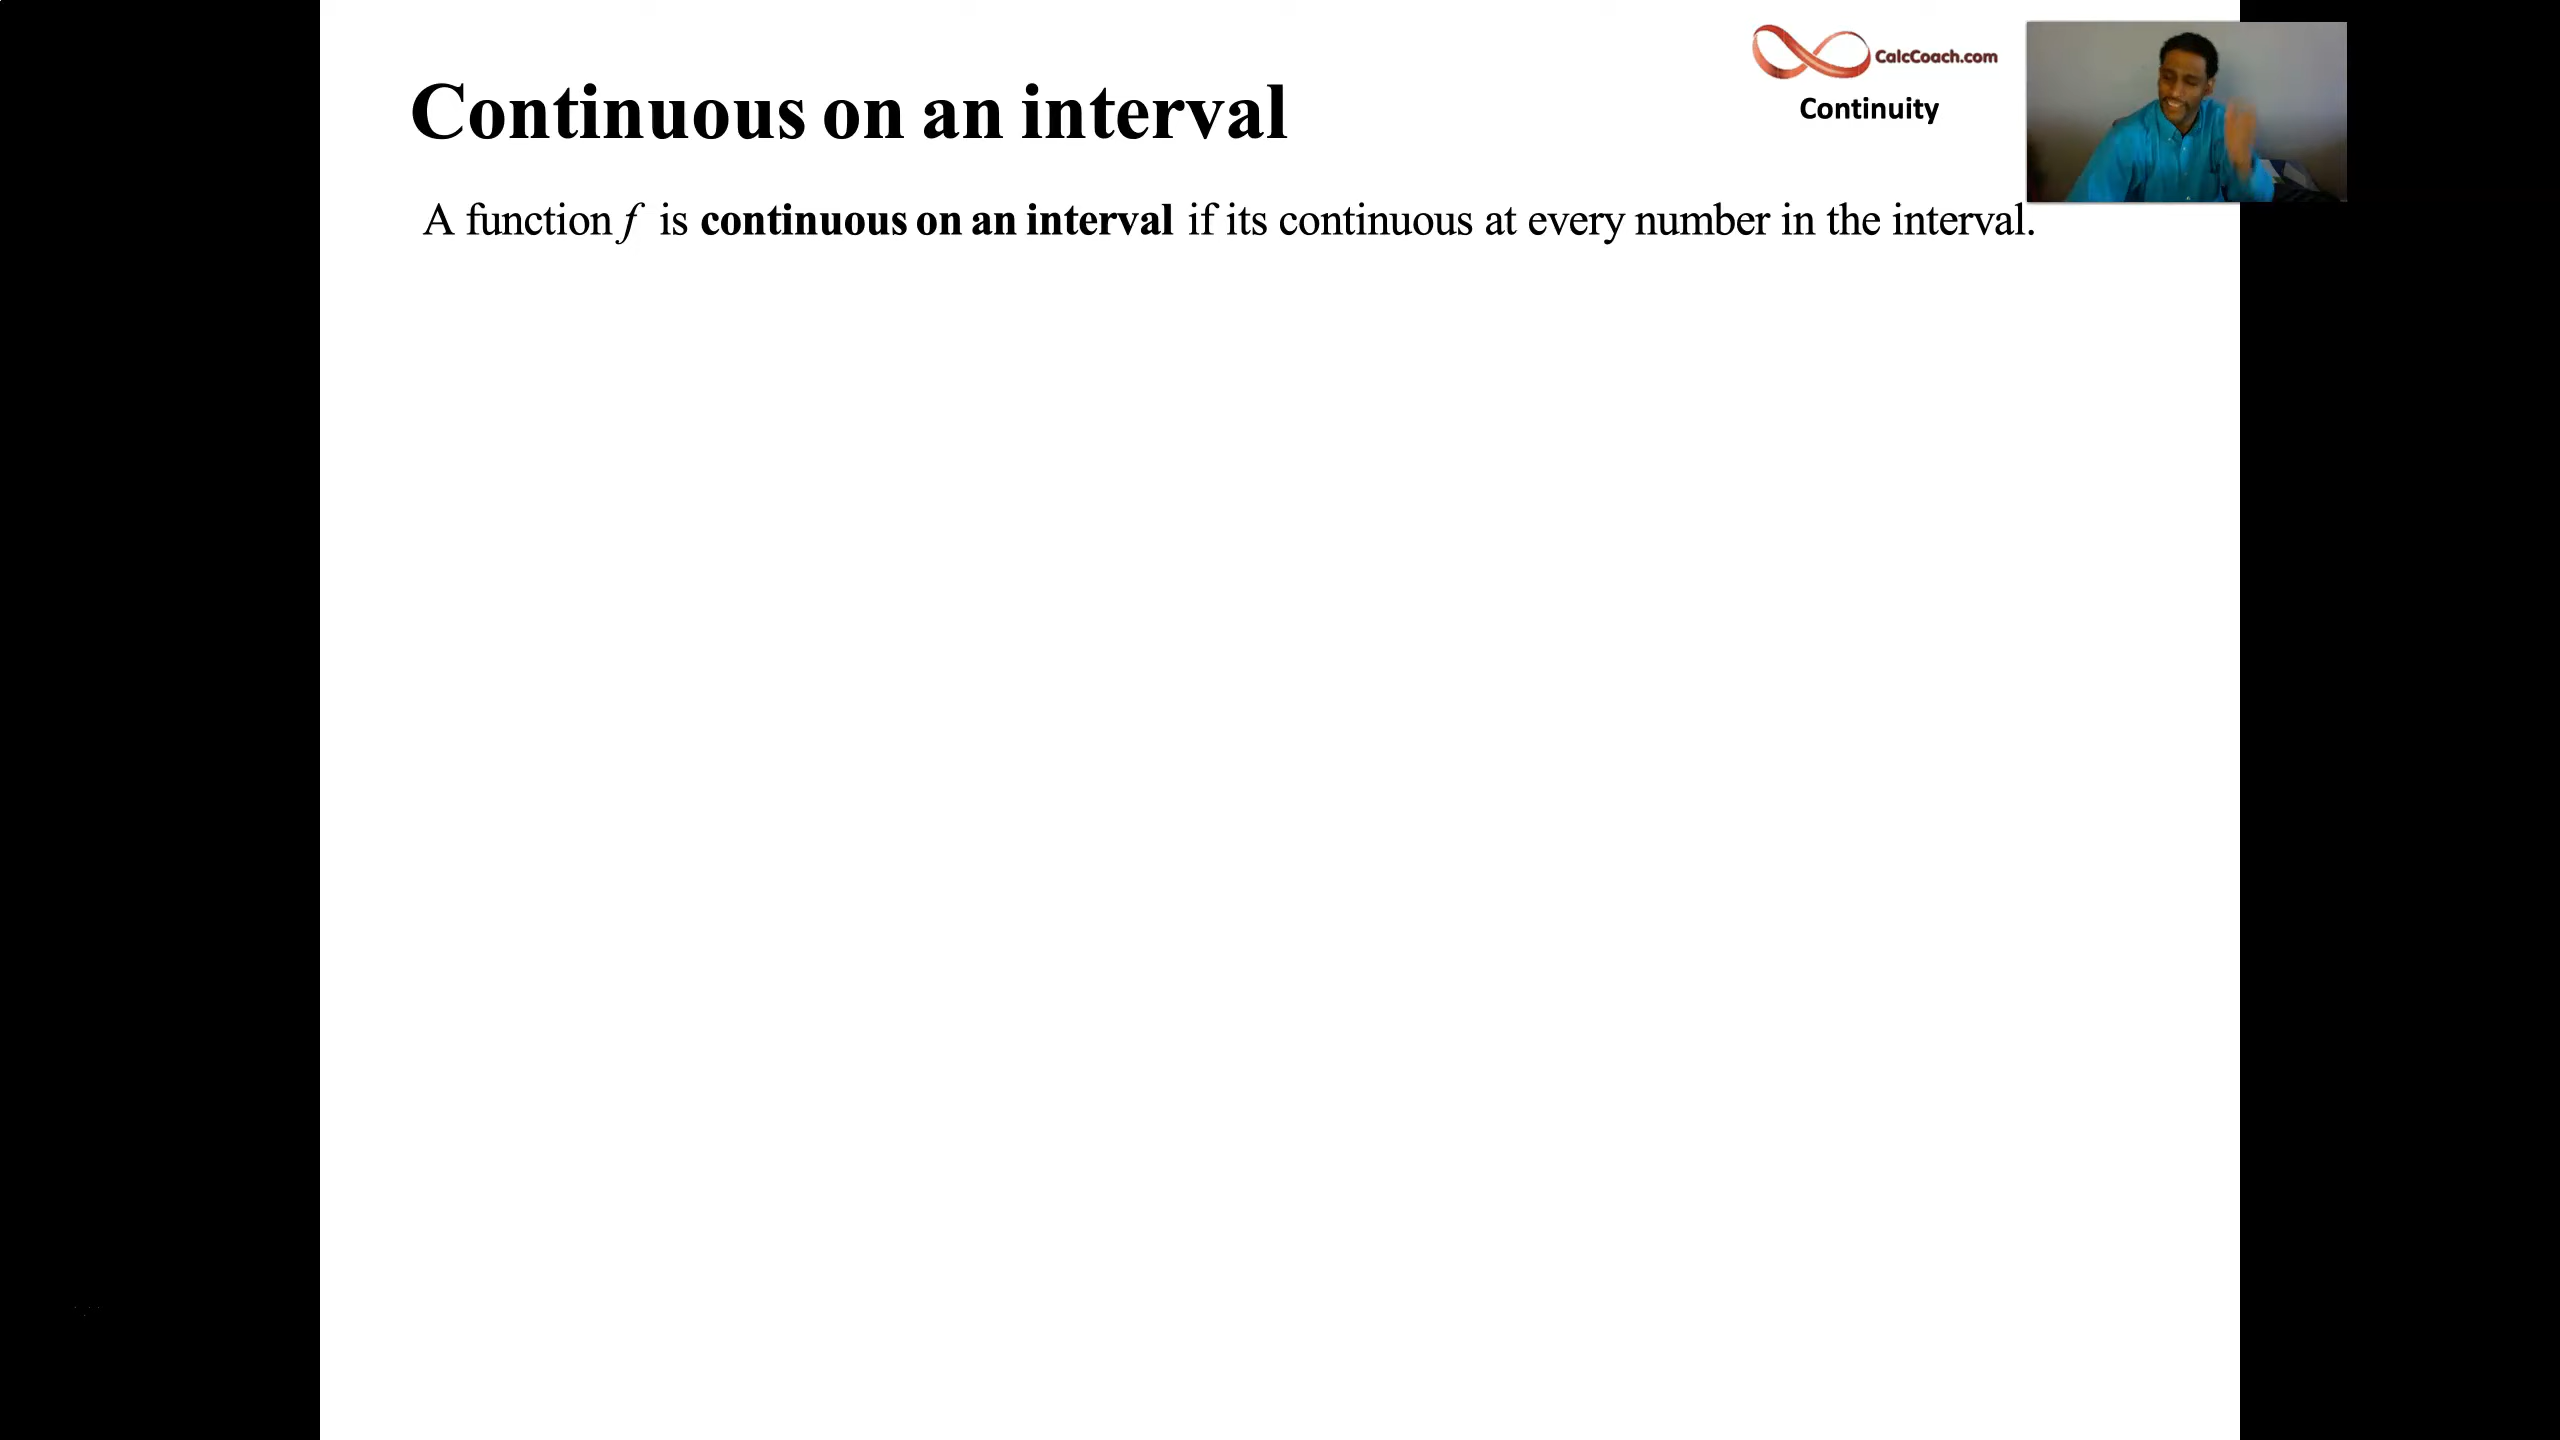 CalcCoach.com
Continuous on an interval
Continuity
A function f is continuous on an interval if its continuous at every number in the interval.